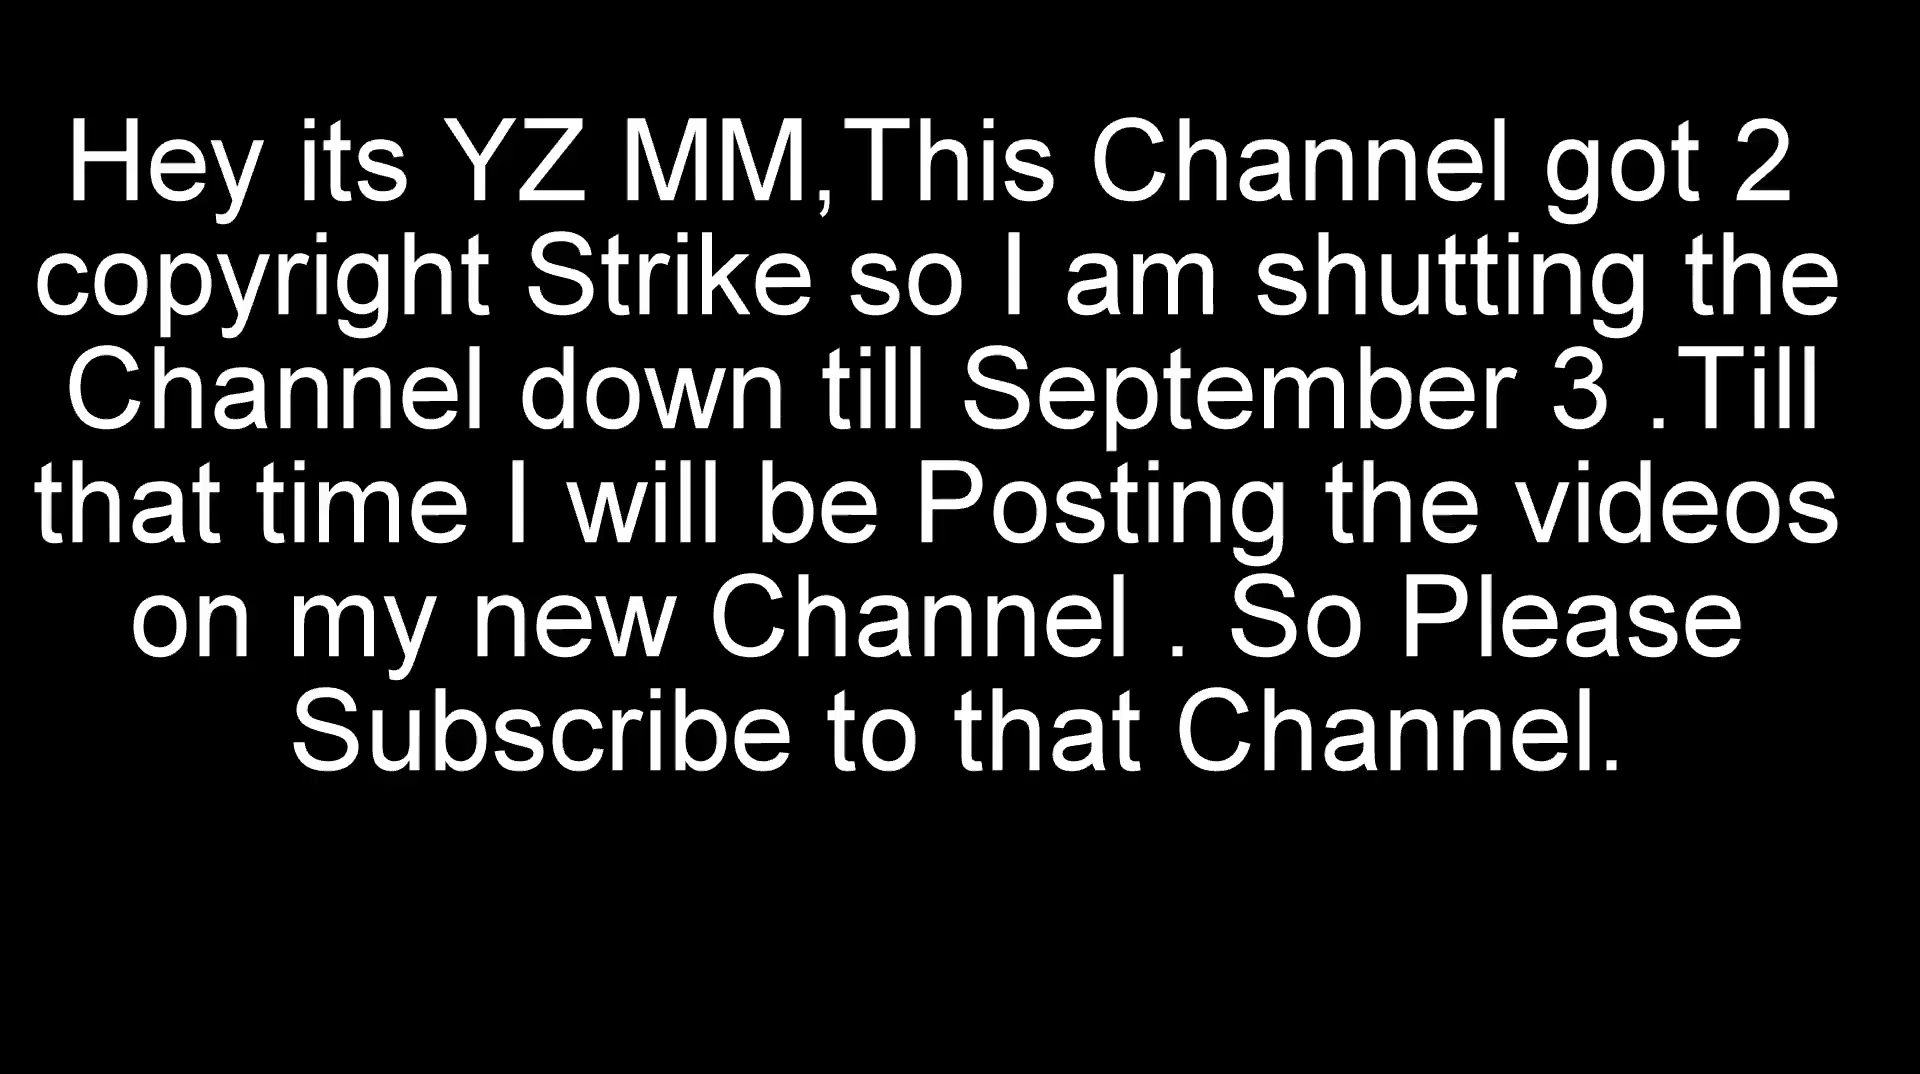 Hey its YZ MM,This Channel got 2
copyright Strike so I am shutting the
Channel down till September 3 .Till
that time I will be Posting the videos
on my new Channel . So Please
Subscribe to that Channel.